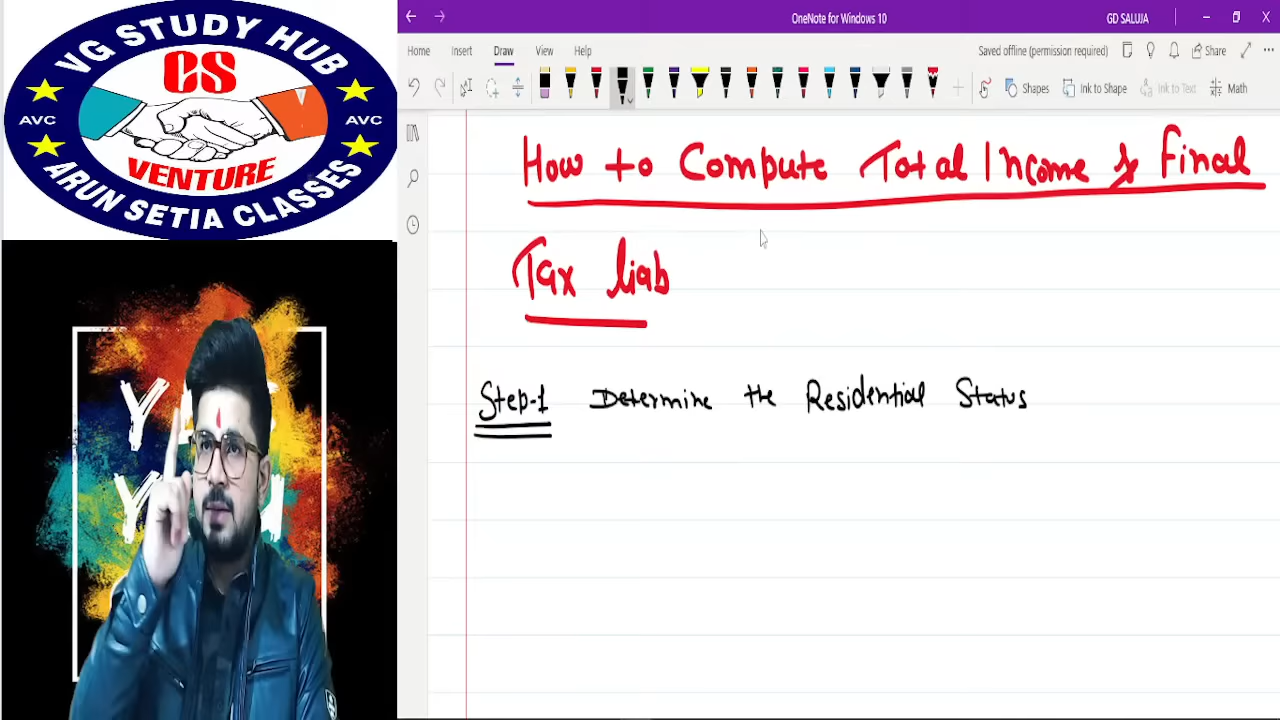 VG STUDY HUB
CS
AVC
AVC
VENTURE
ARUN SETIA CLASSES
OneNote for Windows 10
GD SALUJA
Home Insert Draw View Help
Saved offline (permission required)
Share
Shapes
Ink to Shape
Ink to Text
Math
How to Compute Total Income & Final
Tax liab
Step-1 Determine the Residential Status